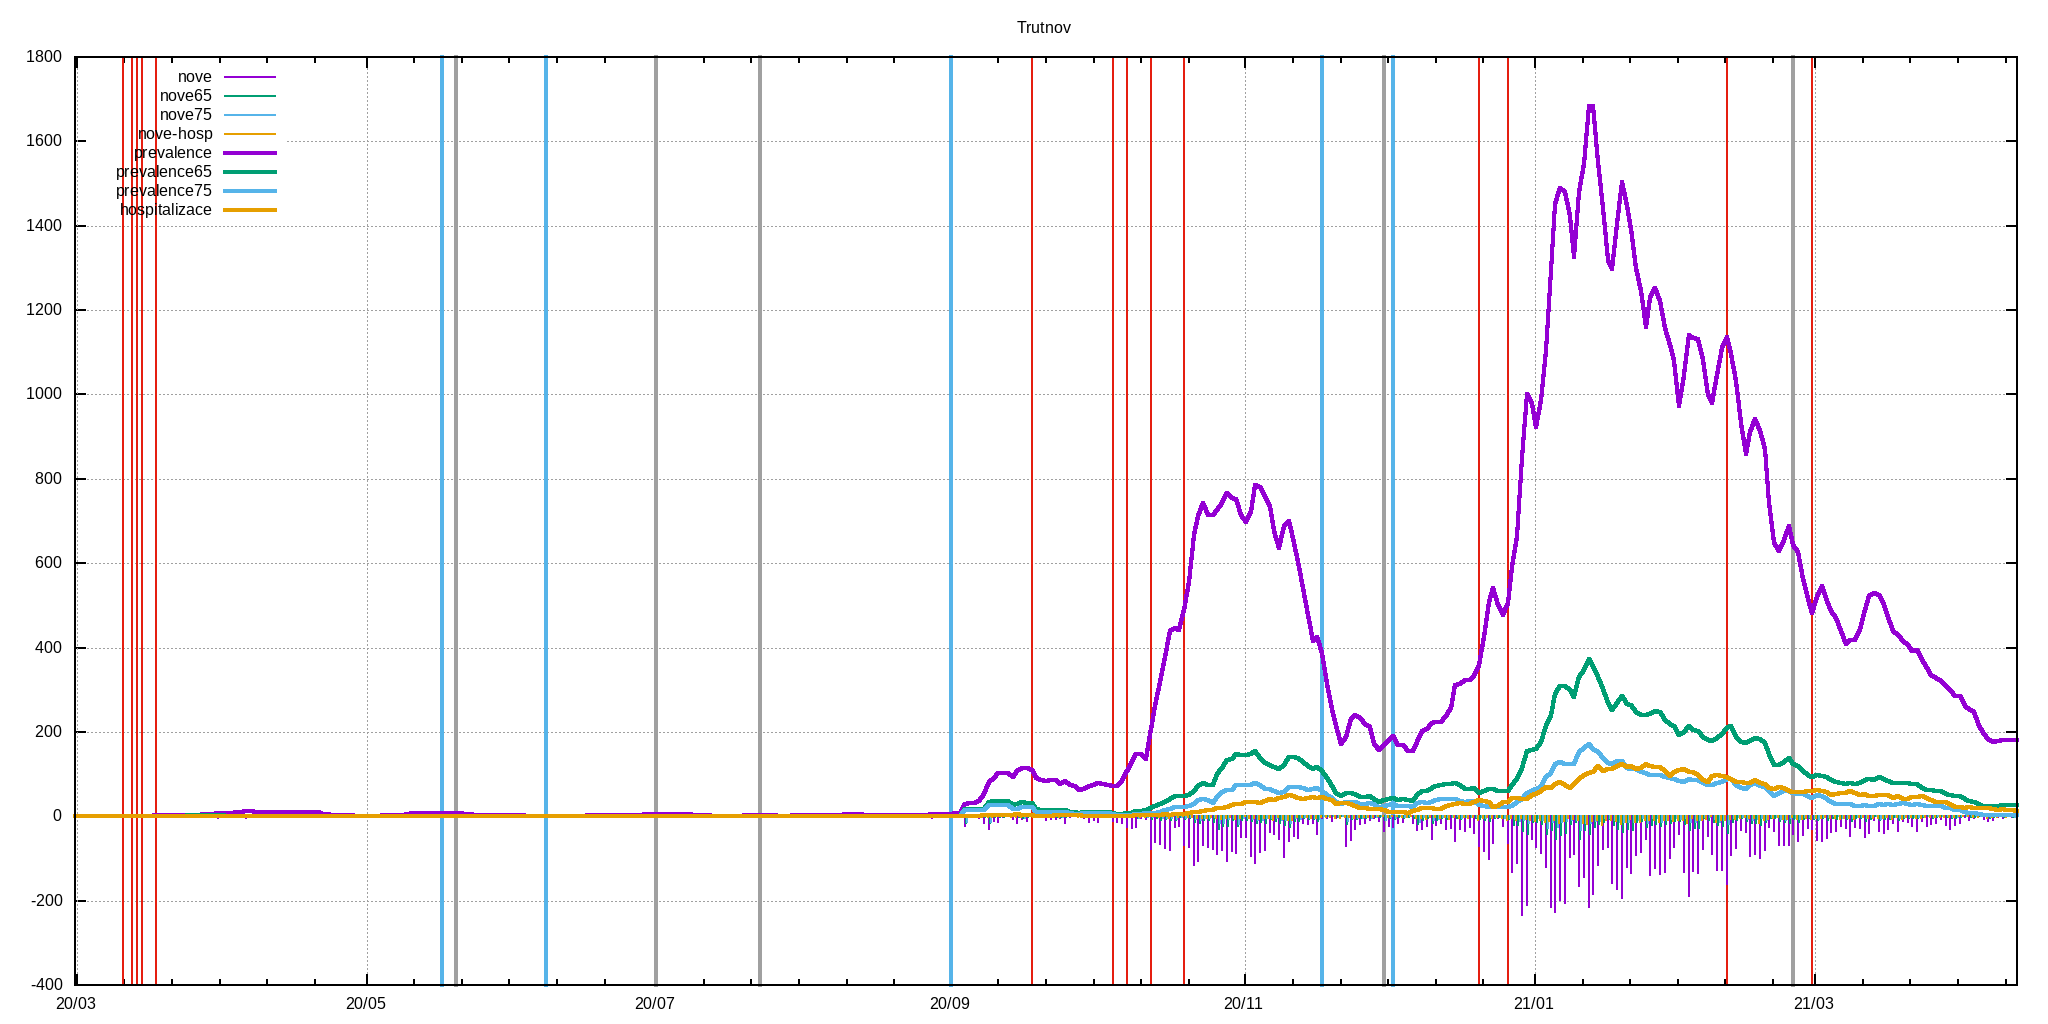 Trutnov
1800
1600
1400
1200
1000
800
600
400
200
0
-200
-400
nove
nove65
nove75
nove-hosp
prevalence
prevalence65
prevalence75
hospitalizace
20/03 20/05 20/07 20/09 20/11 21/01 21/03